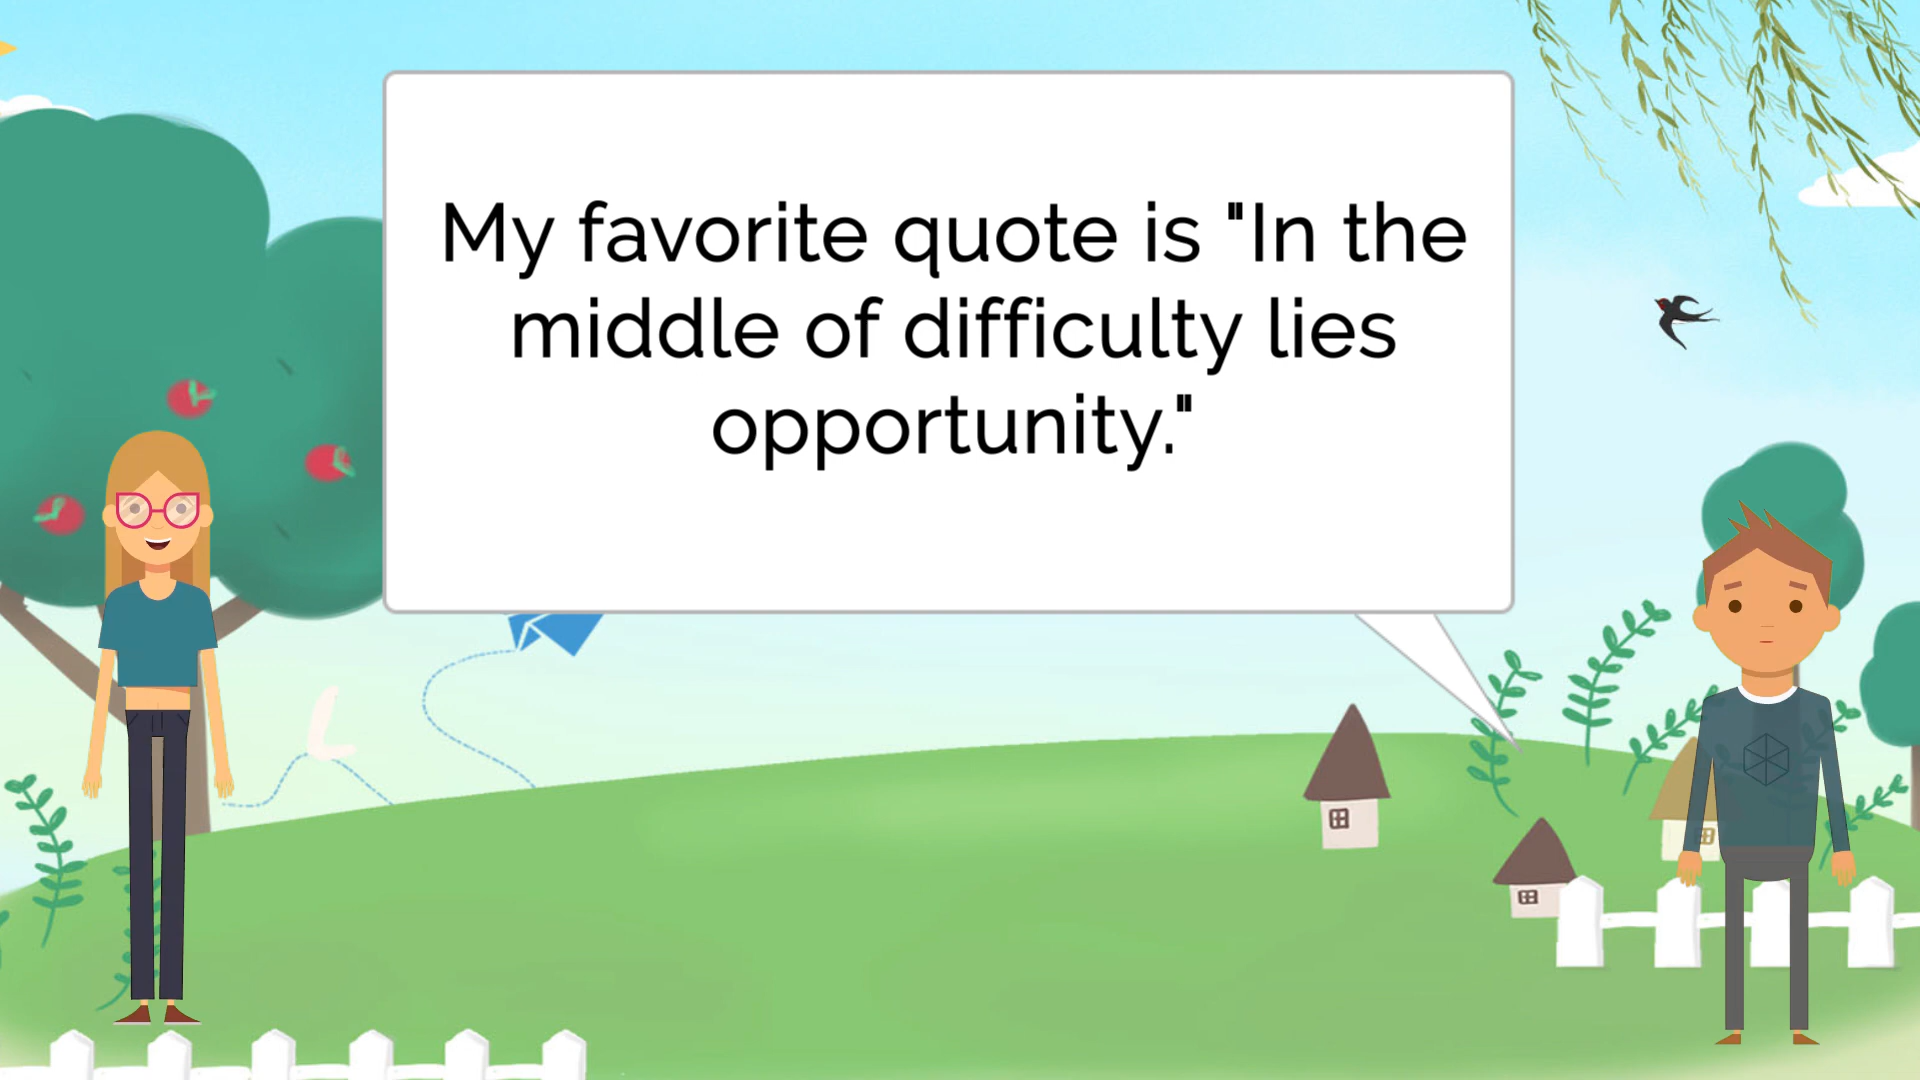 My favorite quote is "In the
middle of difficulty lies
opportunity."